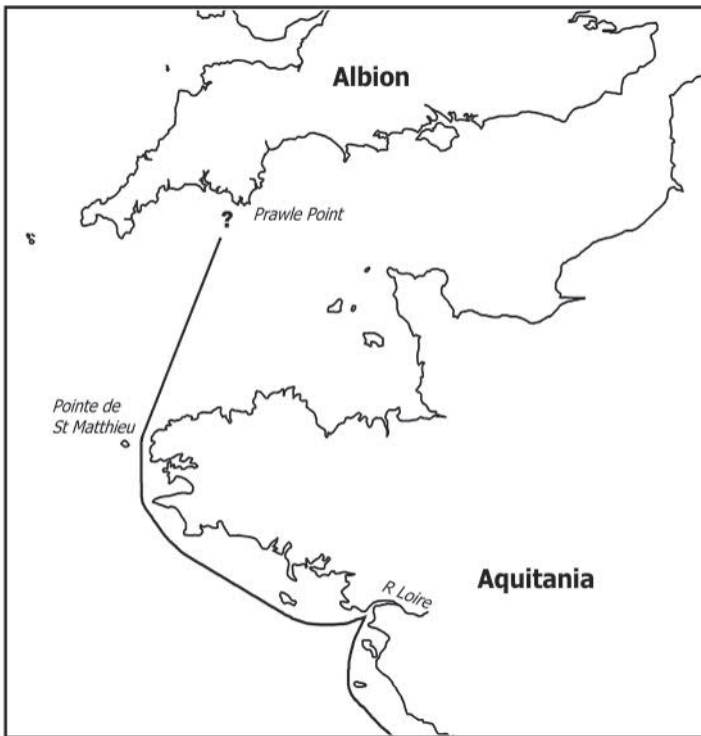 Albion
?
Prawle Point
Pointe de
St Matthieu
R Loire
Aquitania